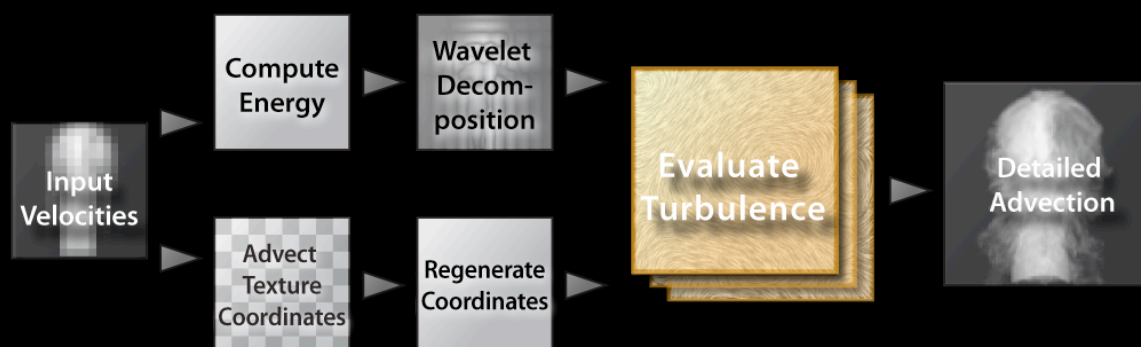 Input
Velocities
Compute
Energy
Wavelet
Decom-
position
Advect
Texture
Coordinates
Regenerate
Coordinates
Evaluate
Turbulence
Detailed
Advection